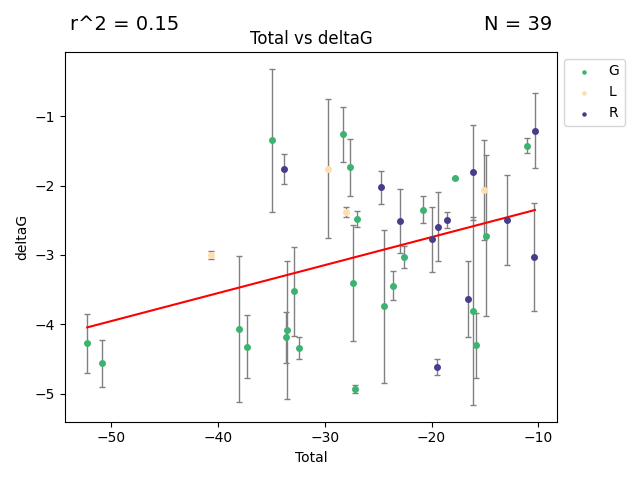 r^2 = 0.15
N = 39
Total vs deltaG
G
L
R
−1
−2
−3
−4
−5
deltaG
−50
−40
−30
−20
−10
Total